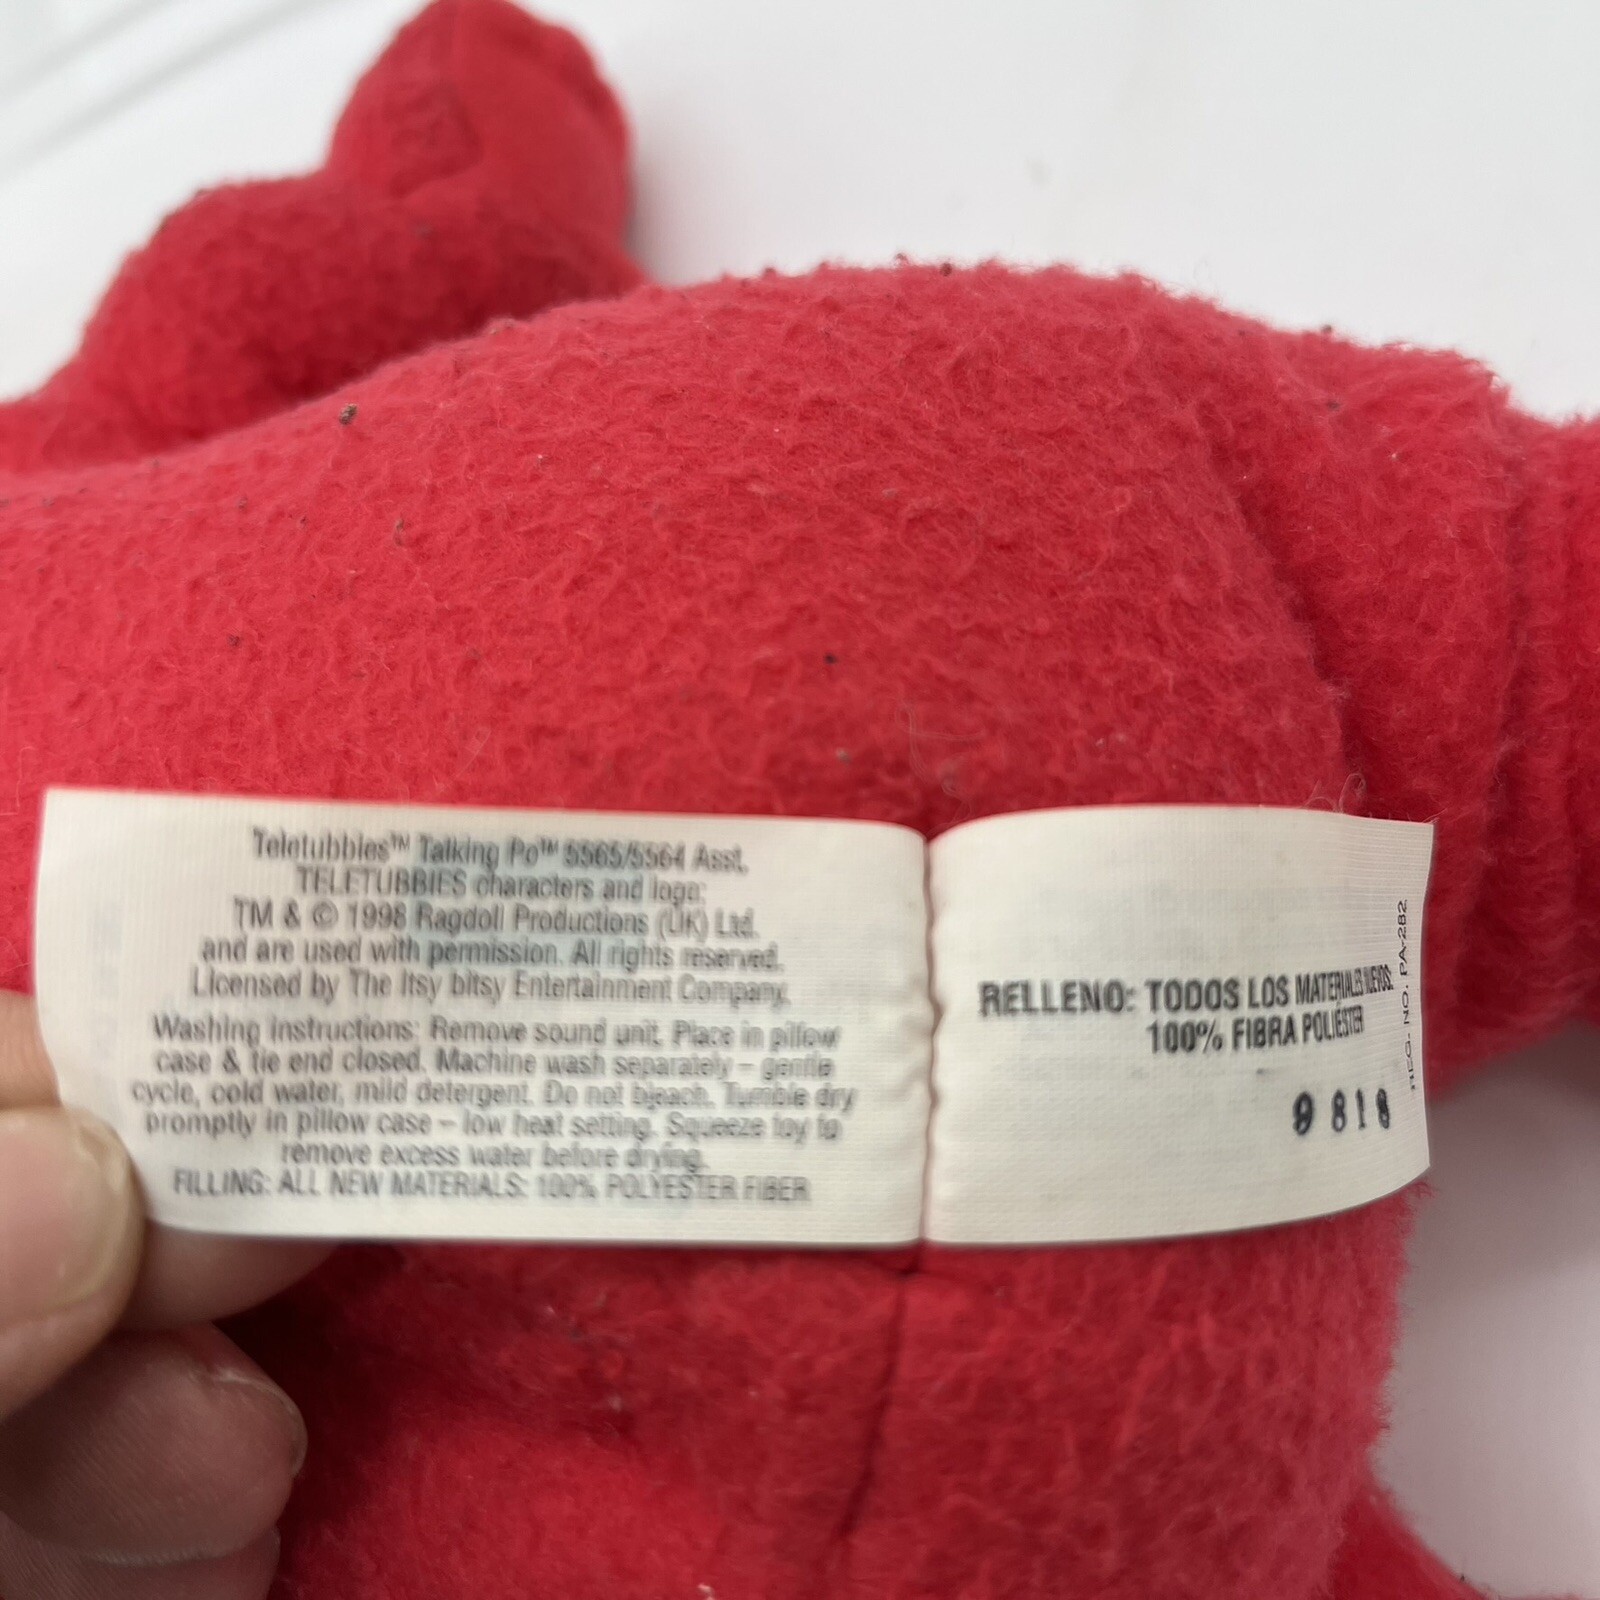 Teletubbies™ Talking Po™ 5565/5564 Asst.
TELETUBBIES characters and logo:
TM & © 1998 Ragdoll Productions (UK) Ltd.
and are used with permission. All rights reserved.
Licensed by The Itsy bitsy Entertainment Company.
Washing instructions: Remove sound unit. Place in pillow
case & tie end closed. Machine wash separately – gentle
cycle, cold water, mild detergent. Do not bleach. Tumble dry
promptly in pillow case – low heat setting. Squeeze toy to
remove excess water before drying.
FILLING: ALL NEW MATERIALS: 100% POLYESTER FIBER
RELLENO: TODOS LOS MATERIALES NUEVOS:
100% FIBRA POLIÉSTER
9818
REG. NO. PA-282